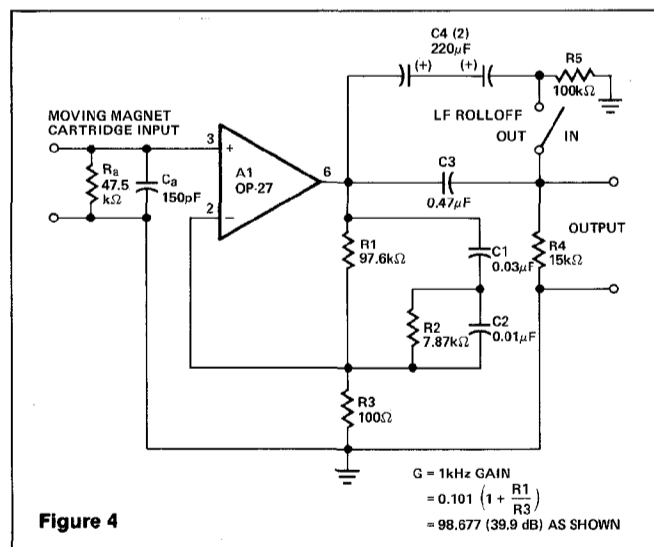 C4 (2)
220µF
(+) (+)
R5
100kΩ
MOVING MAGNET
CARTRIDGE INPUT
LF ROLLOFF
OUT IN
3
+
A1
OP-27
6
2
−
Ra
47.5
kΩ
Ca
150pF
C3
0.47µF
OUTPUT
R1
97.6kΩ
C1
0.03µF
R4
15kΩ
R2
7.87kΩ
C2
0.01µF
R3
100Ω
G = 1kHz GAIN
= 0.101 (1 + R1/R3)
= 98.677 (39.9 dB) AS SHOWN
Figure 4